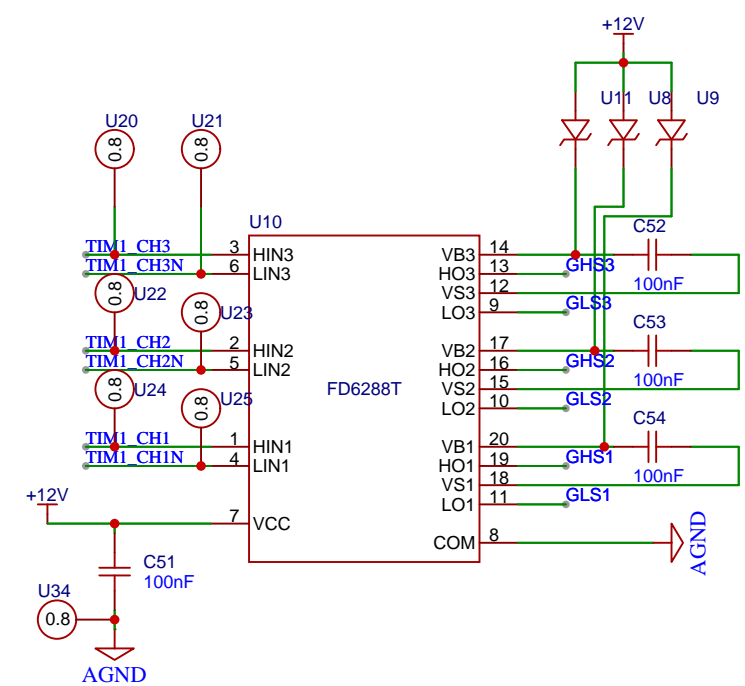 +12V
U11 U8 U9
U20 U21
0.8 0.8
U10
C52
TIM1_CH3 3 HIN3 VB3 14
TIM1_CH3N 6 LIN3 HO3 13 GHS3
100nF
U22 0.8 VS3 12
U23 0.8 LO3 9 GLS3
C53
TIM1_CH2 2 HIN2 VB2 17
TIM1_CH2N 5 LIN2 HO2 16 GHS2
100nF
U24 0.8 FD6288T VS2 15
U25 0.8 LO2 10 GLS2
C54
TIM1_CH1 1 HIN1 VB1 20
TIM1_CH1N 4 LIN1 HO1 19 GHS1
100nF
VS1 18
+12V LO1 11 GLS1
7 VCC
COM 8 AGND
C51
100nF
U34
0.8
AGND